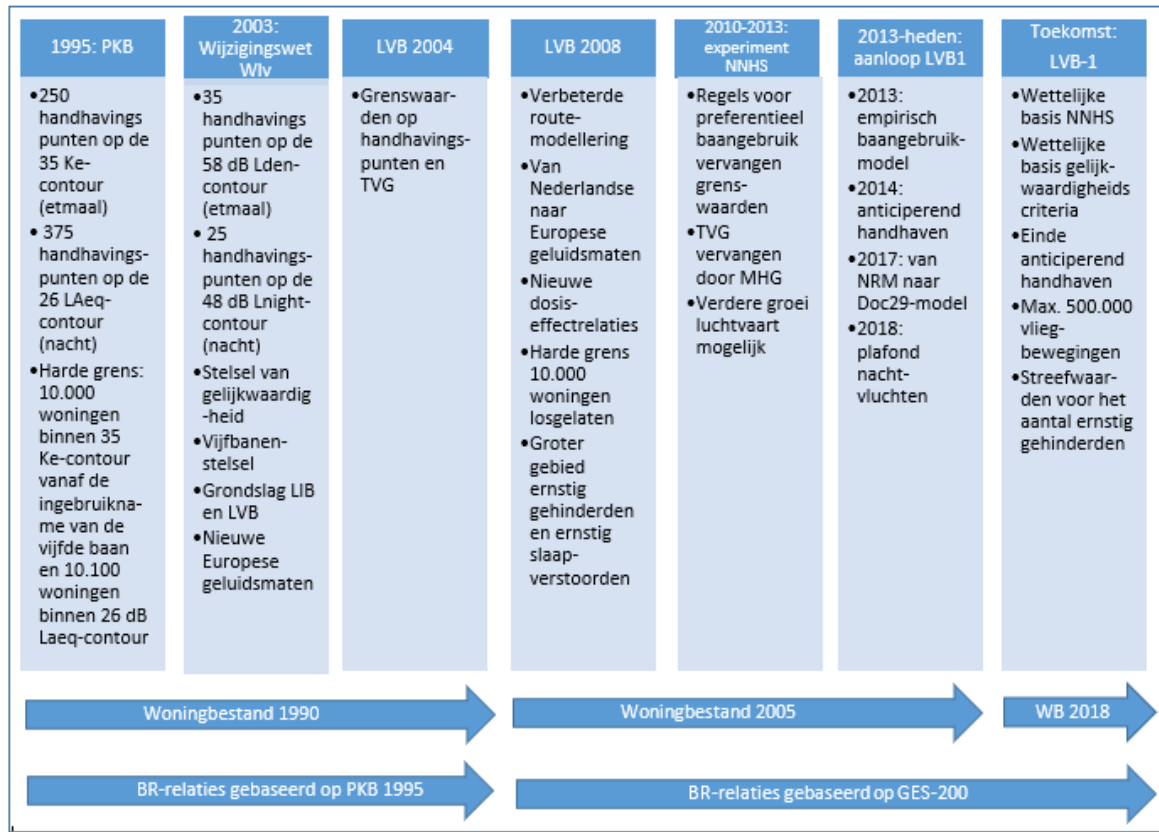 1995: PKB
•250
handhavings
punten op de
35 Ke-
contour
(etmaal)
• 375
handhavings-
punten op de
26 LAeq-
contour
(nacht)
•Harde grens:
10.000
woningen
binnen 35
Ke-contour
vanaf de
ingebruikna-
me van de
vijfde baan
en 10.100
woningen
binnen 26 dB
Laeq-contour
2003:
Wijzigingswet
Wlv
•35
handhavings
punten op de
58 dB Lden-
contour
(etmaal)
• 25
handhavings-
punten op de
48 dB Lnight-
contour
(nacht)
•Stelsel van
gelijkwaardig
-heid
•Vijfbanen-
stelsel
•Grondslag LIB
en LVB
•Nieuwe
Europese
geluidsmaten
LVB 2004
•Grenswaar-
den op
handhavings-
punten en
TVG
LVB 2008
•Verbeterde
route-
modellering
•Van
Nederlandse
naar
Europese
geluidsmaten
•Nieuwe
dosis-
effectrelaties
•Harde grens
10.000
woningen
losgelaten
•Groter
gebied
ernstig
gehinderden
en ernstig
slaap-
verstoorden
2010-2013:
experiment
NNHS
•Regels voor
preferentieel
baangebruik
vervangen
grens-
waarden
•TVG
vervangen
door MHG
•Verdere groei
luchtvaart
mogelijk
2013-heden:
aanloop LVB1
•2013:
empirisch
baangebruik-
model
•2014:
anticiperend
handhaven
•2017: van
NRM naar
Doc29-model
•2018:
plafond
nacht-
vluchten
Toekomst:
LVB-1
•Wettelijke
basis NNHS
•Wettelijke
basis gelijk-
waardigheids
criteria
•Einde
anticiperend
handhaven
•Max. 500.000
vlieg-
bewegingen
•Streefwaar-
den voor het
aantal ernstig
gehinderden
Woningbestand 1990
Woningbestand 2005
WB 2018
BR-relaties gebaseerd op PKB 1995
BR-relaties gebaseerd op GES-200